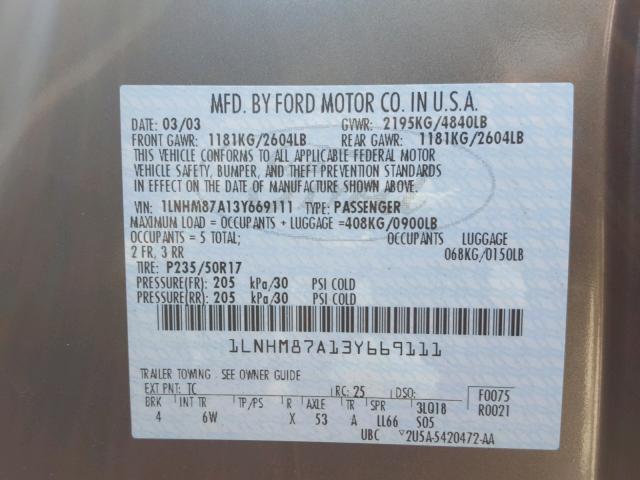 MFD. BY FORD MOTOR CO. IN U.S.A.
DATE: 03/03 GVWR: 2195KG/4840LB
FRONT GAWR: 1181KG/2604LB REAR GAWR: 1181KG/2604LB
THIS VEHICLE CONFORMS TO ALL APPLICABLE FEDERAL MOTOR
VEHICLE SAFETY, BUMPER, AND THEFT PREVENTION STANDARDS
IN EFFECT ON THE DATE OF MANUFACTURE SHOWN ABOVE.
VIN: 1LNHM87A13Y669111 TYPE: PASSENGER
MAXIMUM LOAD = OCCUPANTS + LUGGAGE =408KG/0900LB
OCCUPANTS = 5 TOTAL; OCCUPANTS LUGGAGE
2 FR, 3 RR 068KG/0150LB
TIRE: P235/50R17
PRESSURE(FR): 205 kPa/30 PSI COLD
PRESSURE(RR): 205 kPa/30 PSI COLD
1LNHM87A13Y669111
TRAILER TOWING - SEE OWNER GUIDE
EXT PNT: TC RC: 25 DSO: F0075
BRK INT TR TP/PS R AXLE TR SPR 3LQ18 R0021
4 6W X 53 A LL66 S05
UBC 2U5A-5420472-AA